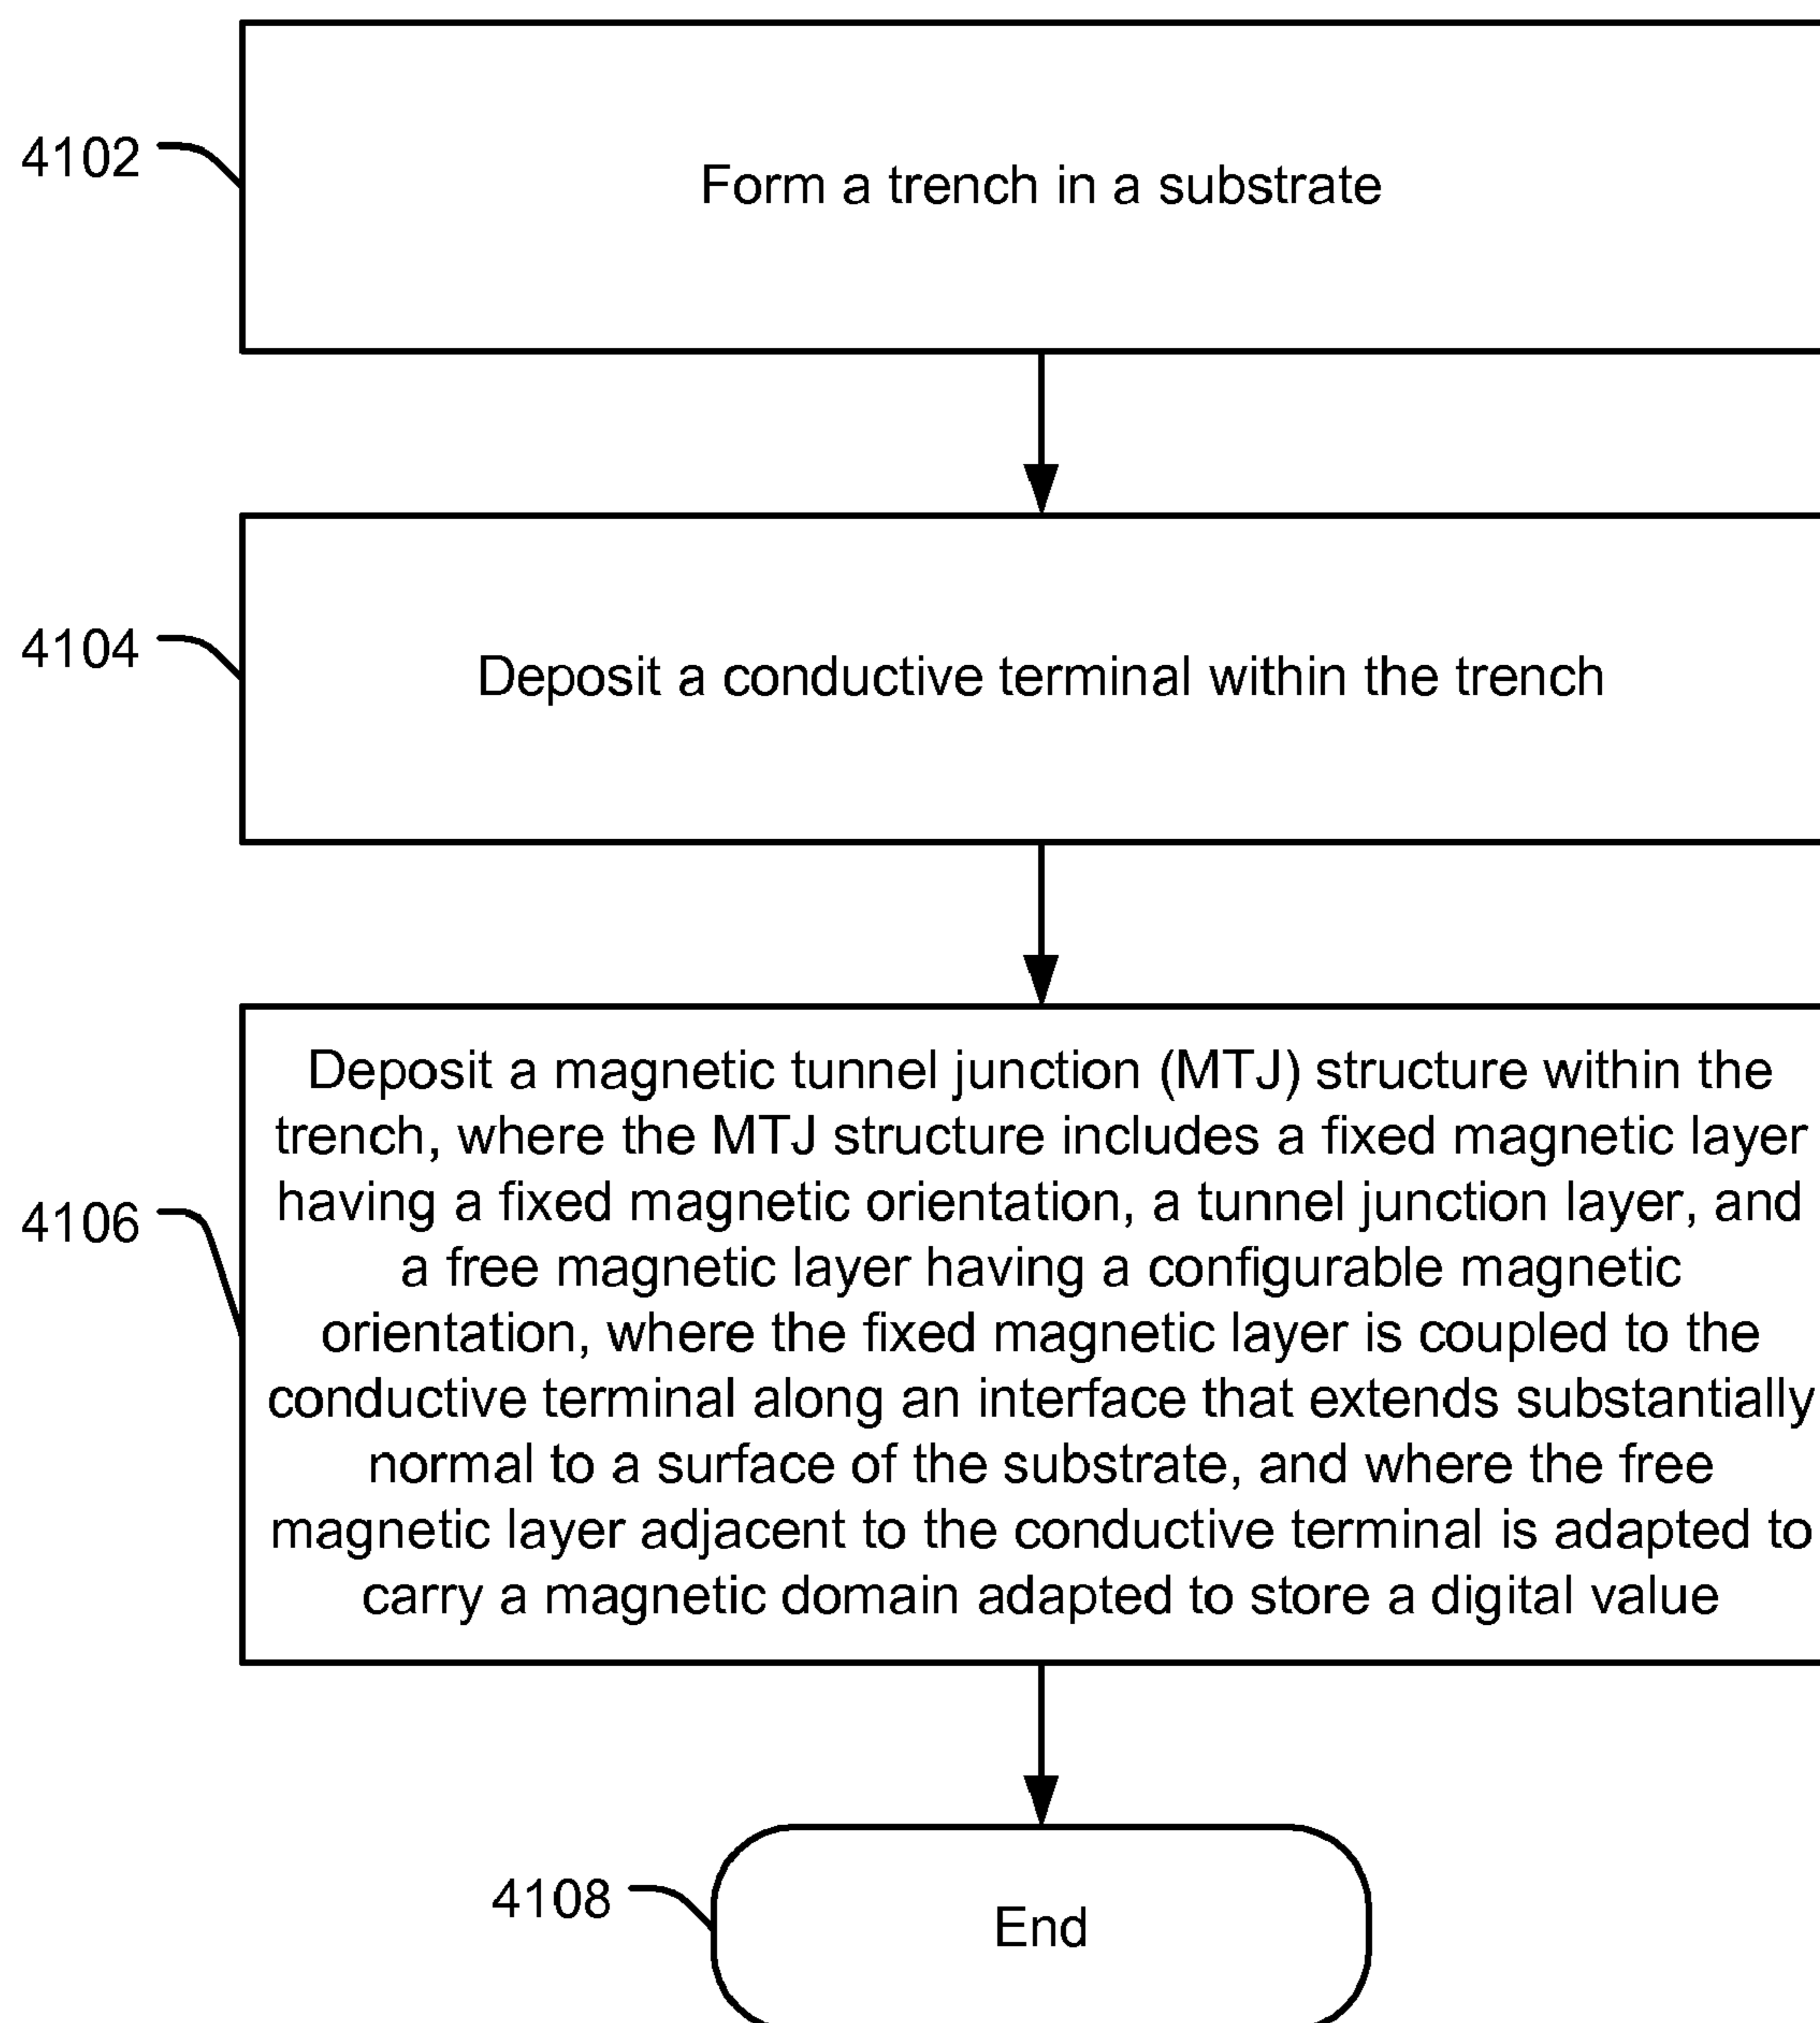 4102
Form a trench in a substrate
4104
Deposit a conductive terminal within the trench
4106
Deposit a magnetic tunnel junction (MTJ) structure within the
trench, where the MTJ structure includes a fixed magnetic layer
having a fixed magnetic orientation, a tunnel junction layer, and
a free magnetic layer having a configurable magnetic
orientation, where the fixed magnetic layer is coupled to the
conductive terminal along an interface that extends substantially
normal to a surface of the substrate, and where the free
magnetic layer adjacent to the conductive terminal is adapted to
carry a magnetic domain adapted to store a digital value
4108
End